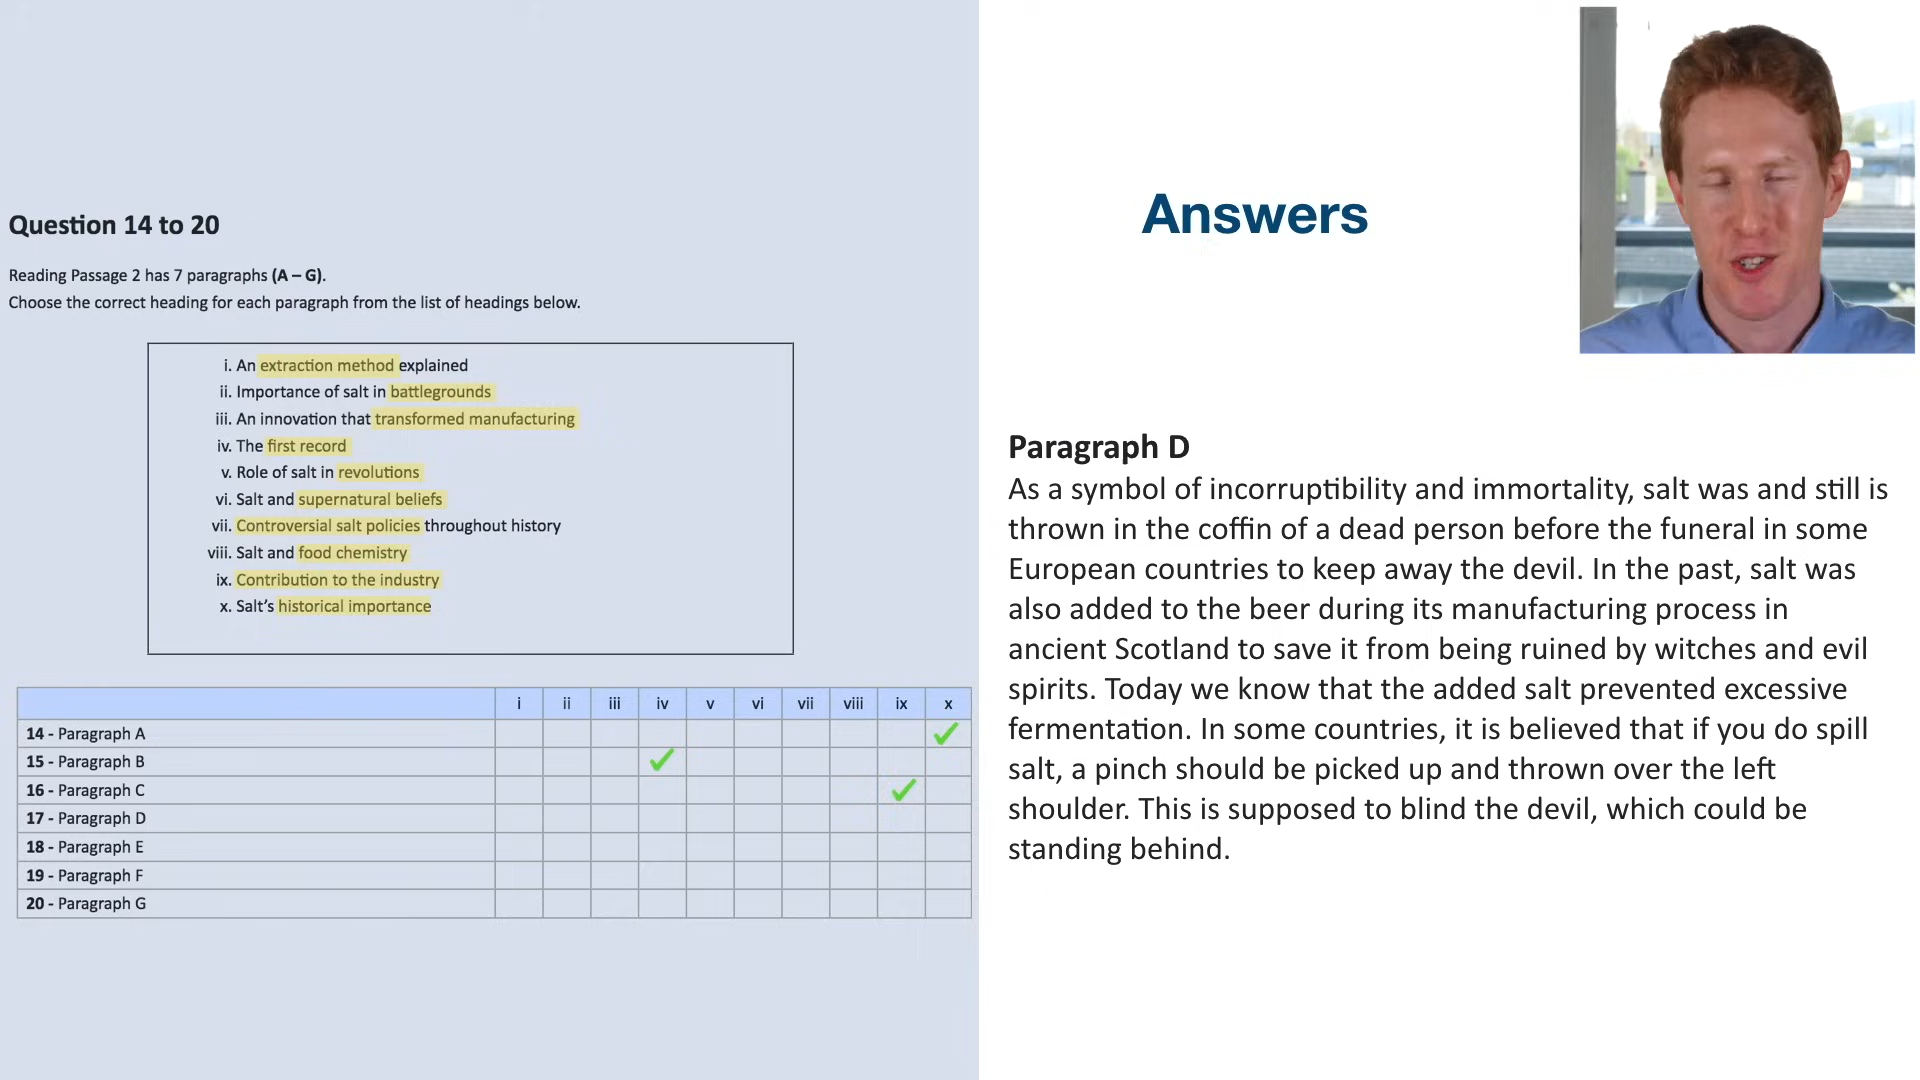 Question 14 to 20
Reading Passage 2 has 7 paragraphs (A – G).
Choose the correct heading for each paragraph from the list of headings below.
i. An extraction method explained
ii. Importance of salt in battlegrounds
iii. An innovation that transformed manufacturing
iv. The first record
v. Role of salt in revolutions
vi. Salt and supernatural beliefs
vii. Controversial salt policies throughout history
viii. Salt and food chemistry
ix. Contribution to the industry
x. Salt's historical importance
i ii iii iv v vi vii viii ix x
14 - Paragraph A
15 - Paragraph B
16 - Paragraph C
17 - Paragraph D
18 - Paragraph E
19 - Paragraph F
20 - Paragraph G
Answers
Paragraph D
As a symbol of incorruptibility and immortality, salt was and still is
thrown in the coffin of a dead person before the funeral in some
European countries to keep away the devil. In the past, salt was
also added to the beer during its manufacturing process in
ancient Scotland to save it from being ruined by witches and evil
spirits. Today we know that the added salt prevented excessive
fermentation. In some countries, it is believed that if you do spill
salt, a pinch should be picked up and thrown over the left
shoulder. This is supposed to blind the devil, which could be
standing behind.